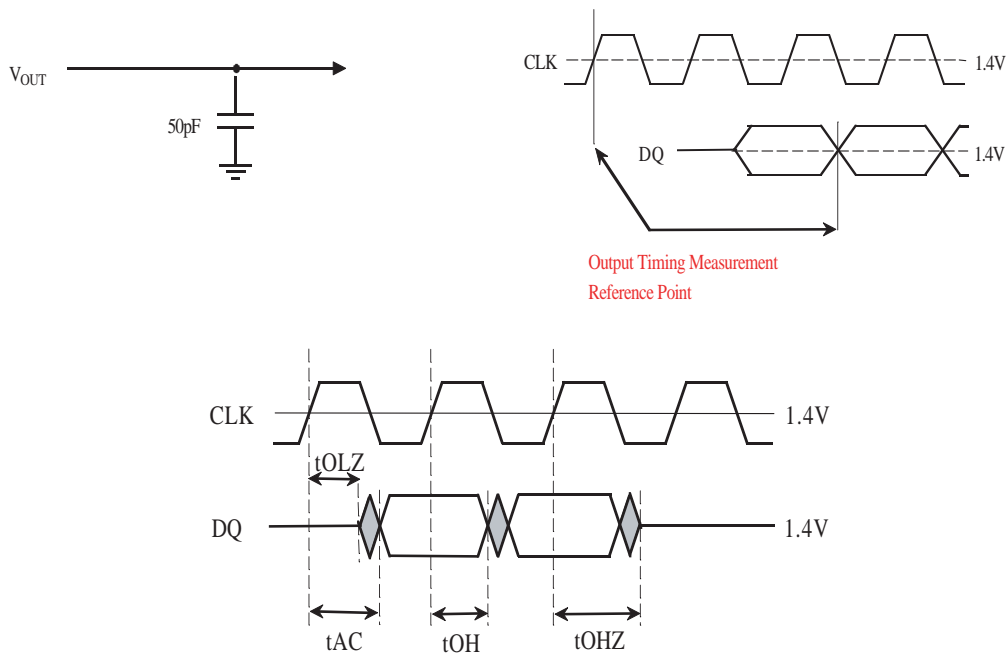 V_OUT
50pF
CLK
1.4V
DQ
1.4V
Output Timing Measurement
Reference Point
CLK
1.4V
tOLZ
DQ
1.4V
tAC
tOH
tOHZ